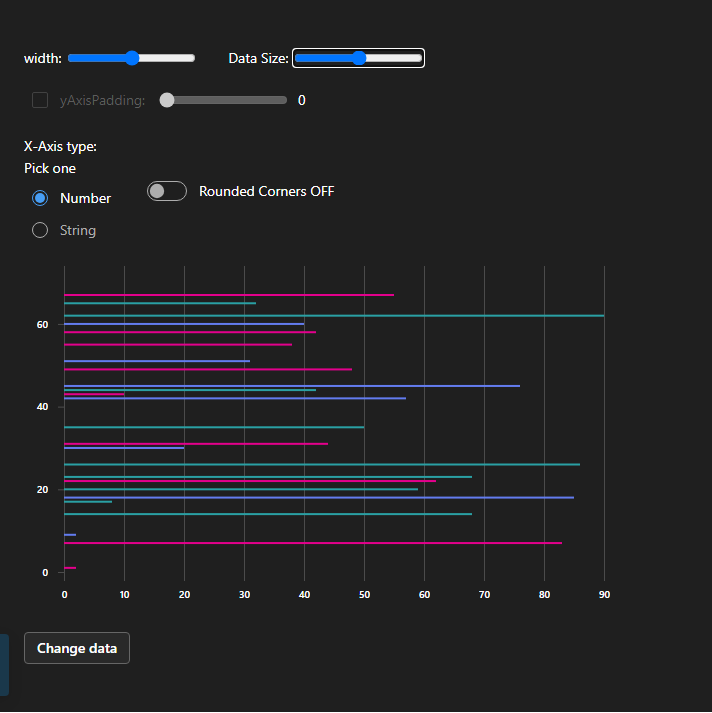 width:
Data Size:
yAxisPadding:
0
X-Axis type:
Pick one
Number
Rounded Corners OFF
String
60
40
20
0
0 10 20 30 40 50 60 70 80 90
Change data